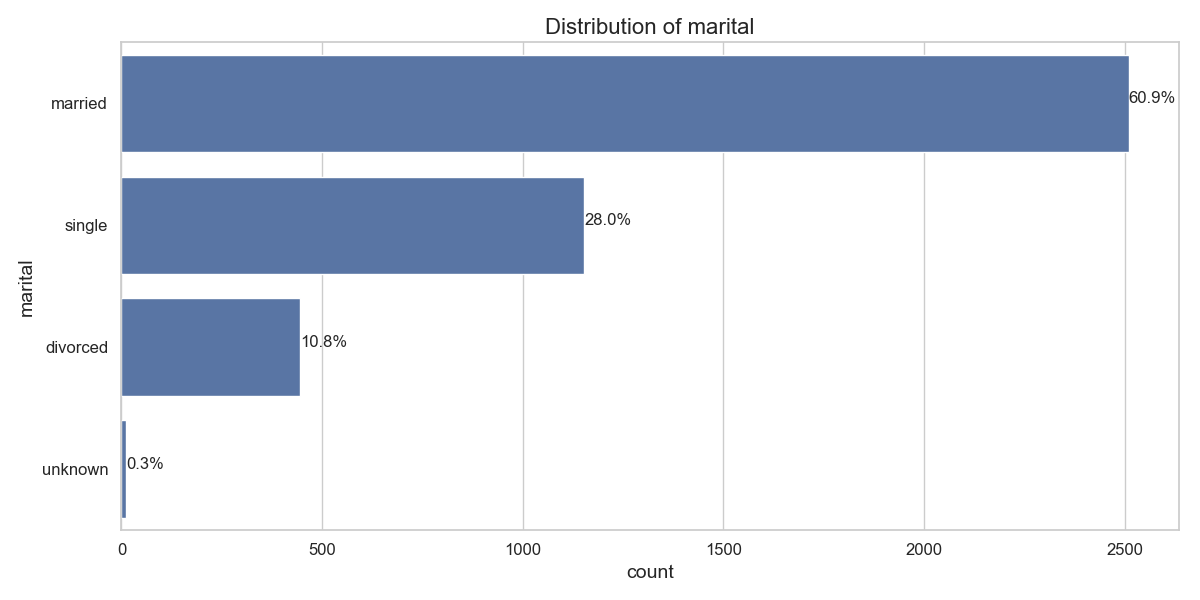 Distribution of marital
married
60.9%
single
28.0%
divorced
10.8%
unknown
0.3%
marital
0
500
1000
1500
2000
2500
count